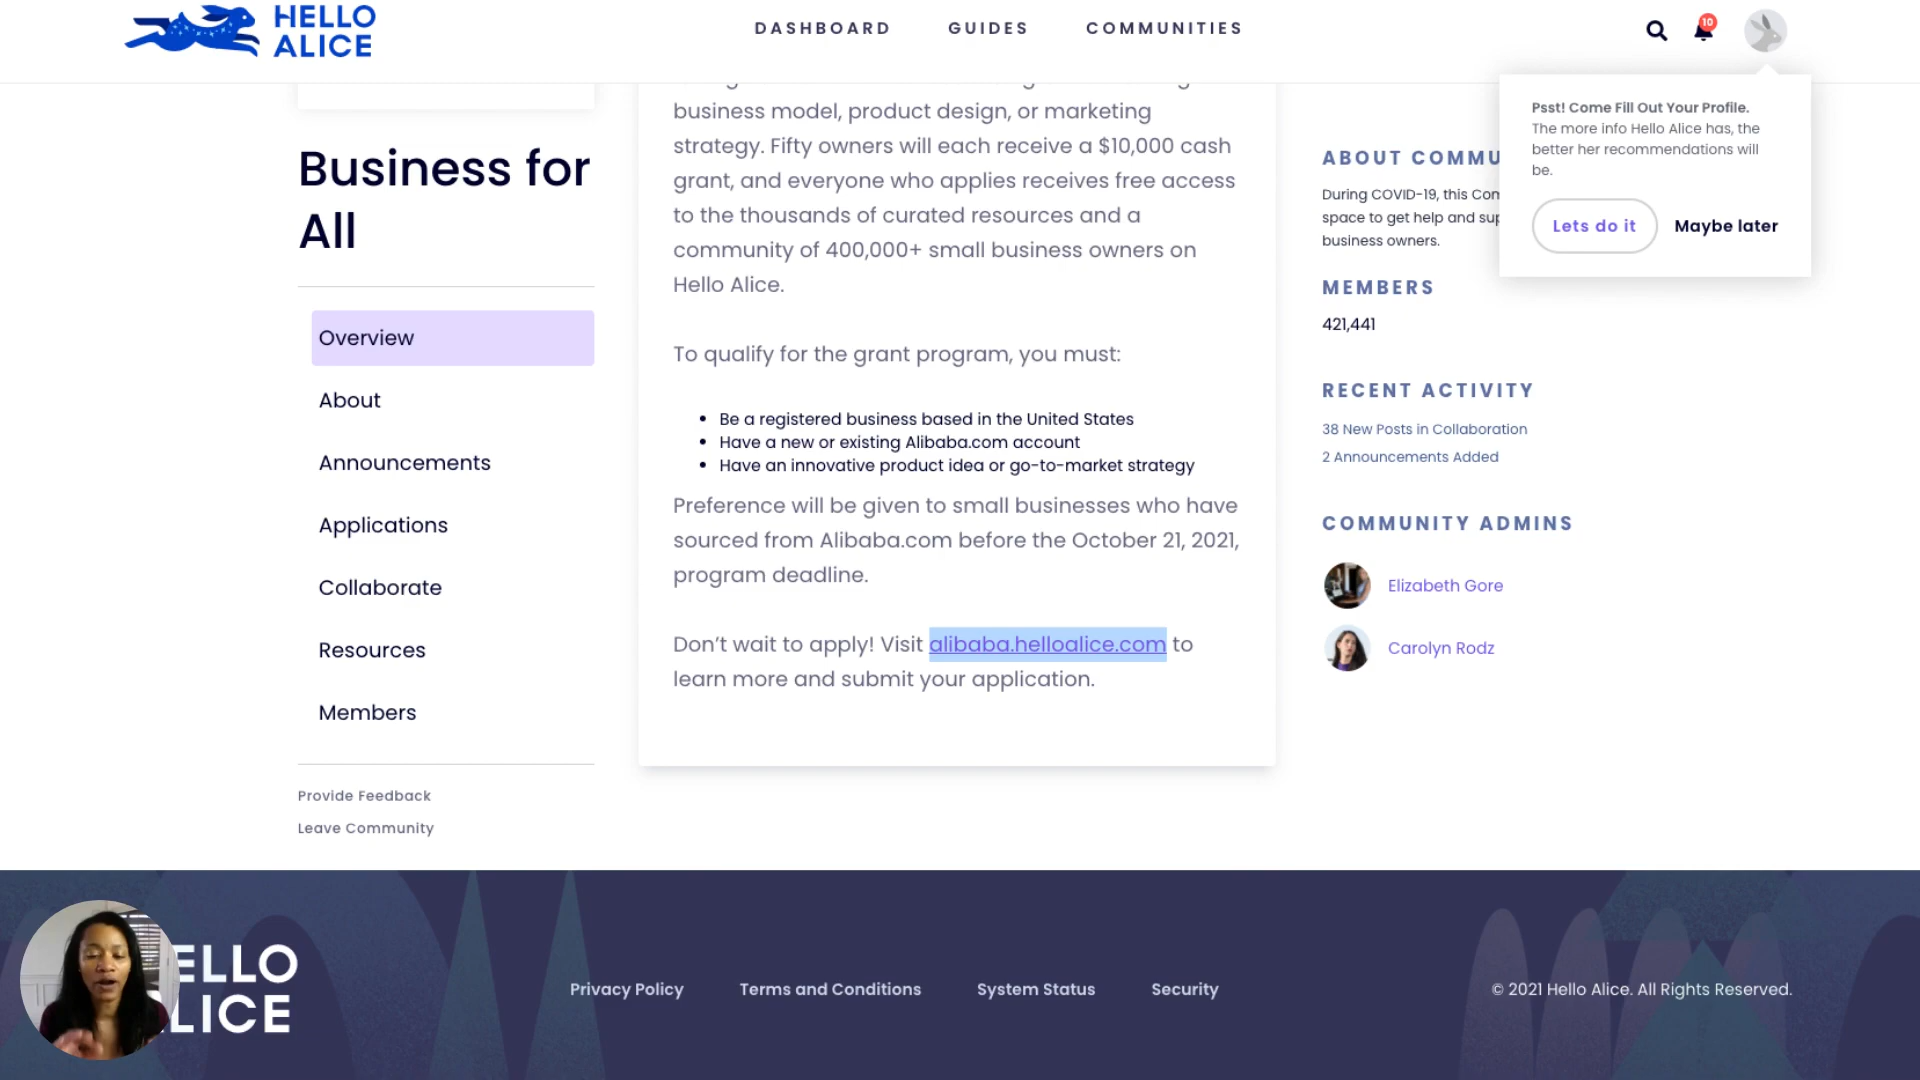 HELLO
ALICE
DASHBOARD
GUIDES
COMMUNITIES
10
Psst! Come Fill Out Your Profile.
The more info Hello Alice has, the
better her recommendations will
be.
Lets do it
Maybe later
Business for
All
Overview
About
Announcements
Applications
Collaborate
Resources
Members
Provide Feedback
Leave Community
business model, product design, or marketing
strategy. Fifty owners will each receive a $10,000 cash
grant, and everyone who applies receives free access
to the thousands of curated resources and a
community of 400,000+ small business owners on
Hello Alice.
To qualify for the grant program, you must:
• Be a registered business based in the United States
• Have a new or existing Alibaba.com account
• Have an innovative product idea or go-to-market strategy
Preference will be given to small businesses who have
sourced from Alibaba.com before the October 21, 2021,
program deadline.
Don’t wait to apply! Visit alibaba.helloalice.com to
learn more and submit your application.
ABOUT COMMU
During COVID-19, this Com
space to get help and sup
business owners.
MEMBERS
421,441
RECENT ACTIVITY
38 New Posts in Collaboration
2 Announcements Added
COMMUNITY ADMINS
Elizabeth Gore
Carolyn Rodz
ELLO
LICE
Privacy Policy
Terms and Conditions
System Status
Security
© 2021 Hello Alice. All Rights Reserved.